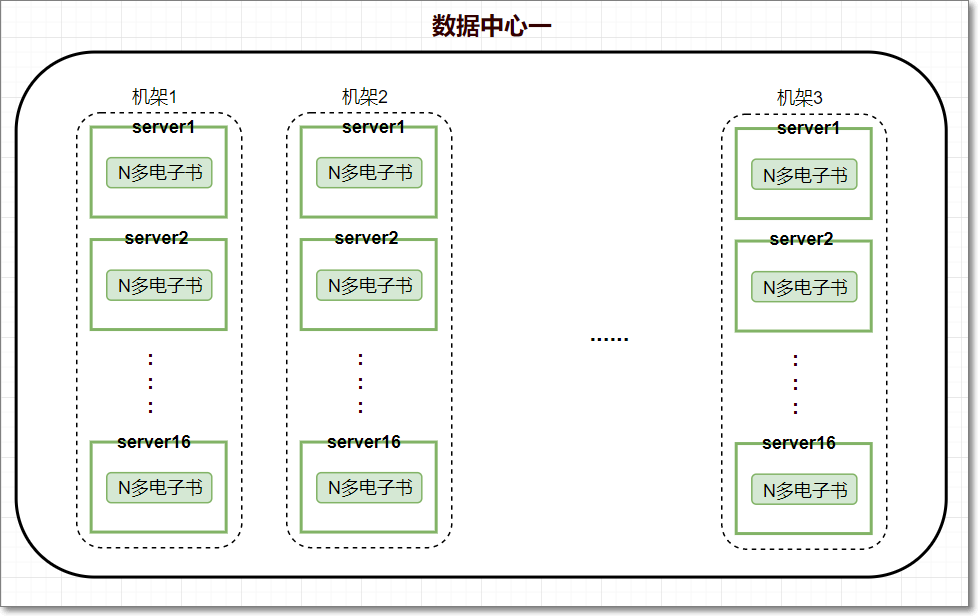 数据中心一
机架1
机架2
机架3
server1
server1
server1
N多电子书
N多电子书
N多电子书
server2
server2
server2
N多电子书
N多电子书
N多电子书
......
server16
server16
server16
N多电子书
N多电子书
N多电子书